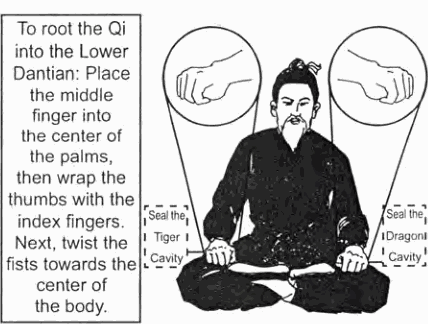 To root the Qi
into the Lower
Dantian: Place
the middle
finger into
the center of
the palms,
then wrap the
thumbs with the
index fingers.
Next, twist the
fists towards the
center of
the body.
Seal the
Tiger
Cavity
Seal the
Dragon
Cavity